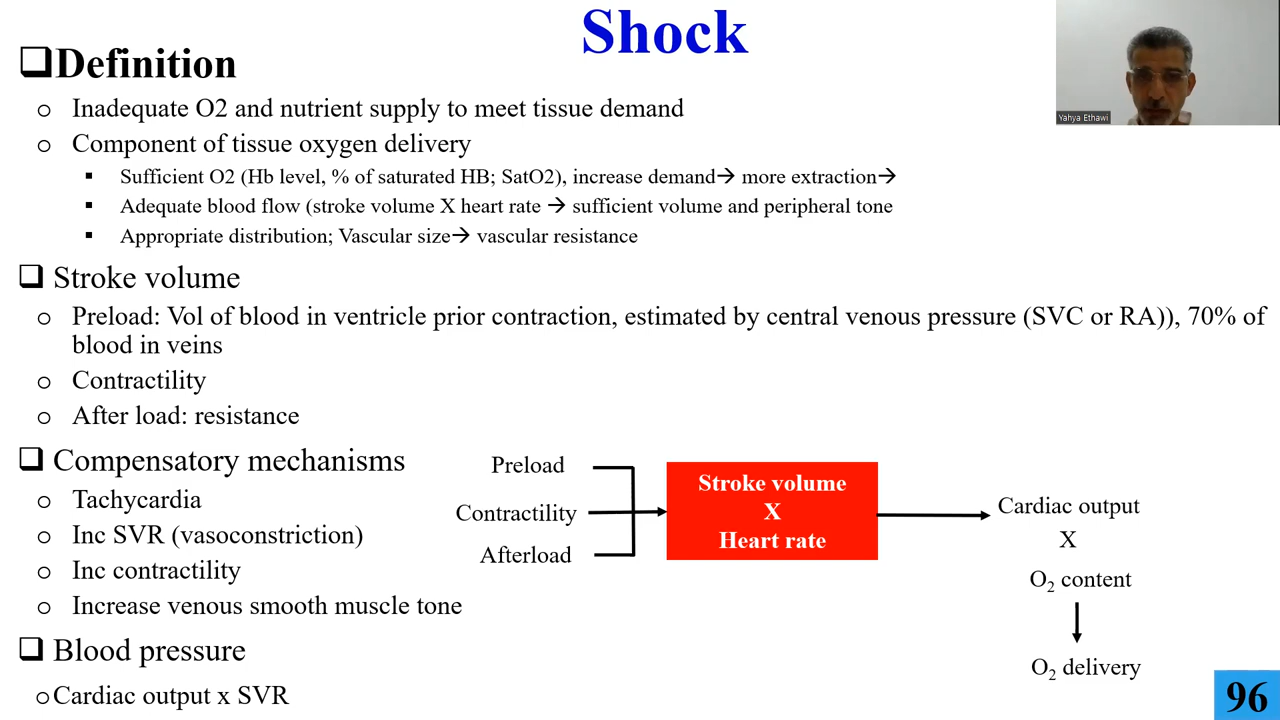 Shock
❑Definition
o Inadequate O2 and nutrient supply to meet tissue demand
o Component of tissue oxygen delivery
▪ Sufficient O2 (Hb level, % of saturated HB; SatO2), increase demand→ more extraction→
▪ Adequate blood flow (stroke volume X heart rate → sufficient volume and peripheral tone
▪ Appropriate distribution; Vascular size→ vascular resistance
❑ Stroke volume
o Preload: Vol of blood in ventricle prior contraction, estimated by central venous pressure (SVC or RA)), 70% of
blood in veins
o Contractility
o After load: resistance
❑ Compensatory mechanisms
o Tachycardia
o Inc SVR (vasoconstriction)
o Inc contractility
o Increase venous smooth muscle tone
❑ Blood pressure
o Cardiac output x SVR
Preload
Contractility
Afterload
Stroke volume
X
Heart rate
Cardiac output
X
O₂ content
O₂ delivery
96
Yahya Ethawi